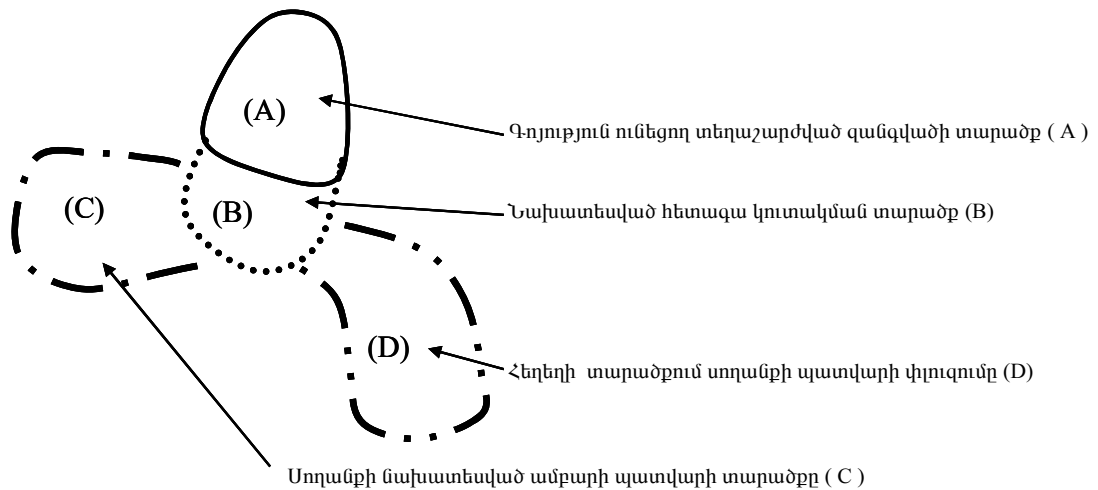 (A)
Գոյություն ունեցող տեղաշարժված զանգվածի տարածք ( A )
(C)
(B)
Նախատեսված հետագա կուտակման տարածք (B)
(D)
Հեղեղի տարածքում սողանքի պատվարի փլուզումը (D)
Սողանքի նախատեսված ամբարի պատվարի տարածքը ( C )